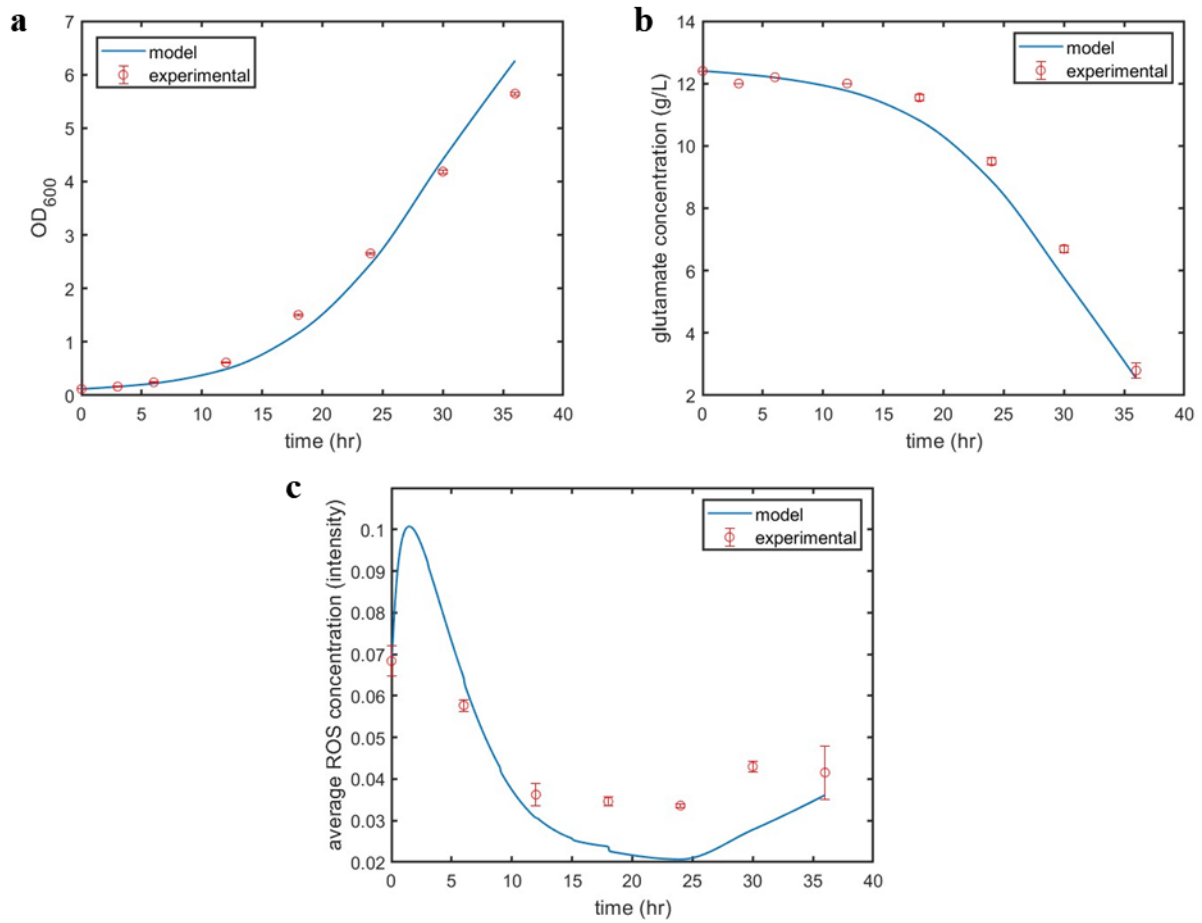 a
7
6
5
4
3
2
1
0
OD600
model
experimental
0 5 10 15 20 25 30 35 40
time (hr)
b
14
12
10
8
6
4
2
glutamate concentration (g/L)
model
experimental
0 5 10 15 20 25 30 35 40
time (hr)
c
0.1
0.09
0.08
0.07
0.06
0.05
0.04
0.03
0.02
average ROS concentration (intensity)
model
experimental
0 5 10 15 20 25 30 35 40
time (hr)